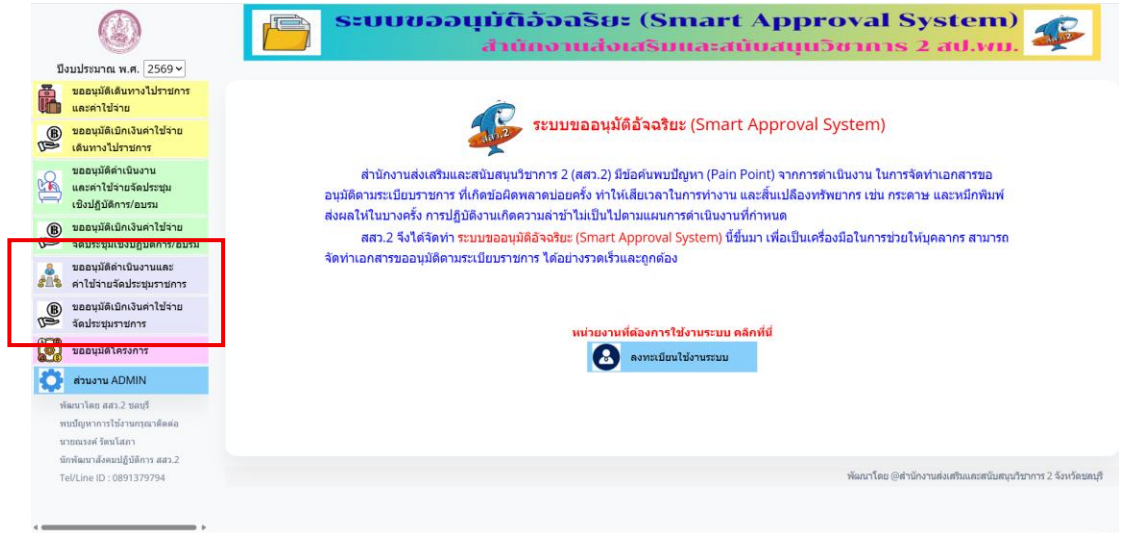 ระบบขออนุมัติอัจฉริยะ (Smart Approval System)
สำนักงานส่งเสริมและสนับสนุนวิชาการ 2 สป.พม.
ปีงบประมาณ พ.ศ. 2569
ขออนุมัติเดินทางไปราชการ
และค่าใช้จ่าย
ขออนุมัติเบิกเงินค่าใช้จ่าย
เดินทางไปราชการ
ขออนุมัติดำเนินงาน
และค่าใช้จ่ายจัดประชุม
เชิงปฏิบัติการ/อบรม
ขออนุมัติเบิกเงินค่าใช้จ่าย
จัดประชุมเชิงปฏิบัติการ/อบรม
ขออนุมัติดำเนินงานและ
ค่าใช้จ่ายจัดประชุมราชการ
ขออนุมัติเบิกเงินค่าใช้จ่าย
จัดประชุมราชการ
ขออนุมัติโครงการ
ส่วนงาน ADMIN
พัฒนาโดย สสว.2 ชลบุรี
พบปัญหาการใช้งานกรุณาติดต่อ
นายณรงค์ รัตนโสภา
นักพัฒนาสังคมปฏิบัติการ สสว.2
Tel/Line ID : 0891379794
สสว.2
ระบบขออนุมัติอัจฉริยะ (Smart Approval System)
สำนักงานส่งเสริมและสนับสนุนวิชาการ 2 (สสว.2) มีข้อค้นพบปัญหา (Pain Point) จากการดำเนินงาน ในการจัดทำเอกสารขอ
อนุมัติตามระเบียบราชการ ที่เกิดข้อผิดพลาดบ่อยครั้ง ทำให้เสียเวลาในการทำงาน และสิ้นเปลืองทรัพยากร เช่น กระดาษ และหมึกพิมพ์
ส่งผลให้ในบางครั้ง การปฏิบัติงานเกิดความล่าช้าไม่เป็นไปตามแผนการดำเนินงานที่กำหนด
สสว.2 จึงได้จัดทำ ระบบขออนุมัติอัจฉริยะ (Smart Approval System) นี้ขึ้นมา เพื่อเป็นเครื่องมือในการช่วยให้บุคลากร สามารถ
จัดทำเอกสารขออนุมัติตามระเบียบราชการ ได้อย่างรวดเร็วและถูกต้อง
หน่วยงานที่ต้องการใช้งานระบบ คลิกที่นี่
ลงทะเบียนใช้งานระบบ
พัฒนาโดย @สำนักงานส่งเสริมและสนับสนุนวิชาการ 2 จังหวัดชลบุรี